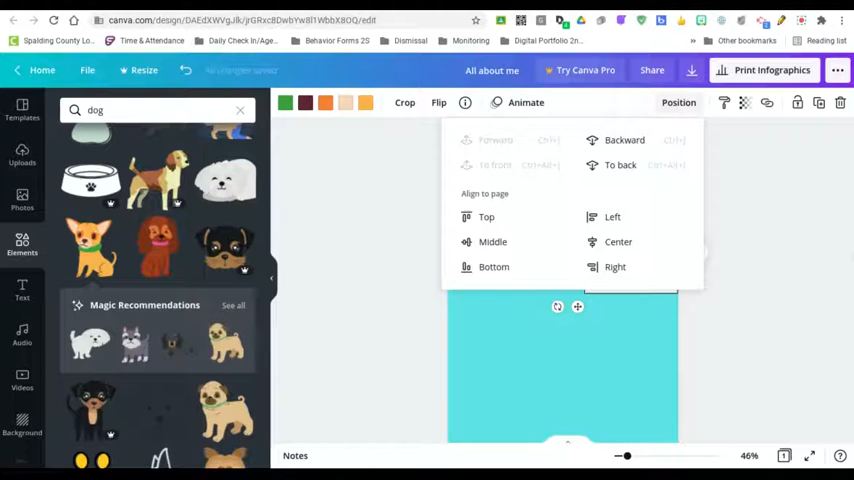 canva.com/design/DAEdXWVgJlk/jrGRxc8DwbYw8l1WbbX8OQ/edit
Spalding County Lo...
Time & Attendance
Daily Check In/Age...
Behavior Forms 2S
Dismissal
Monitoring
Digital Portfolio 2n...
Other bookmarks
Reading list
Home
File
Resize
All changes saved
All about me
Try Canva Pro
Share
Print Infographics
Templates
Uploads
Photos
Elements
Text
Audio
Videos
Background
dog
Magic Recommendations
See all
Crop
Flip
Animate
Position
Forward Ctrl+]
Backward Ctrl+[
To front Ctrl+Alt+]
To back Ctrl+Alt+[
Align to page
Top
Left
Middle
Center
Bottom
Right
Notes
46%
1